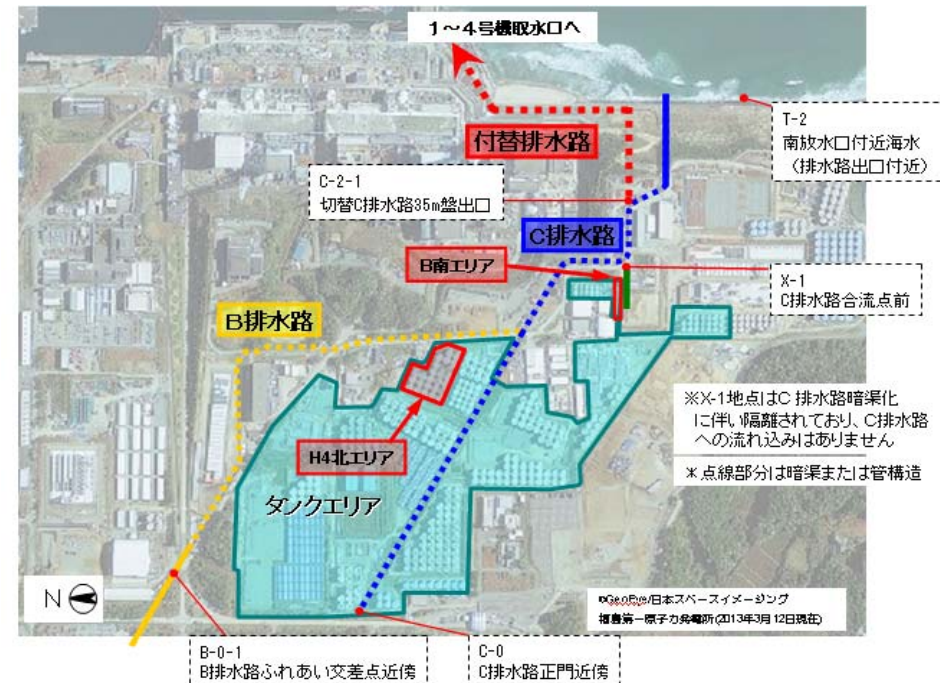 1～4号機取水口へ
T-2
南放水口付近海水
（排水路出口付近）
付替排水路
C-2-1
切替C排水路35m盤出口
C排水路
B南エリア
X-1
C排水路合流点前
B排水路
※X-1地点はC排水路暗渠化
に伴い隔離されており、C排水路
への流れ込みはありません
H4北エリア
＊点線部分は暗渠または管構造
タンクエリア
N
©GeoEye/日本スペースイメージング
福島第一原子力発電所(2013年3月12日現在)
B-0-1
B排水路ふれあい交差点近傍
C-0
C排水路正門近傍